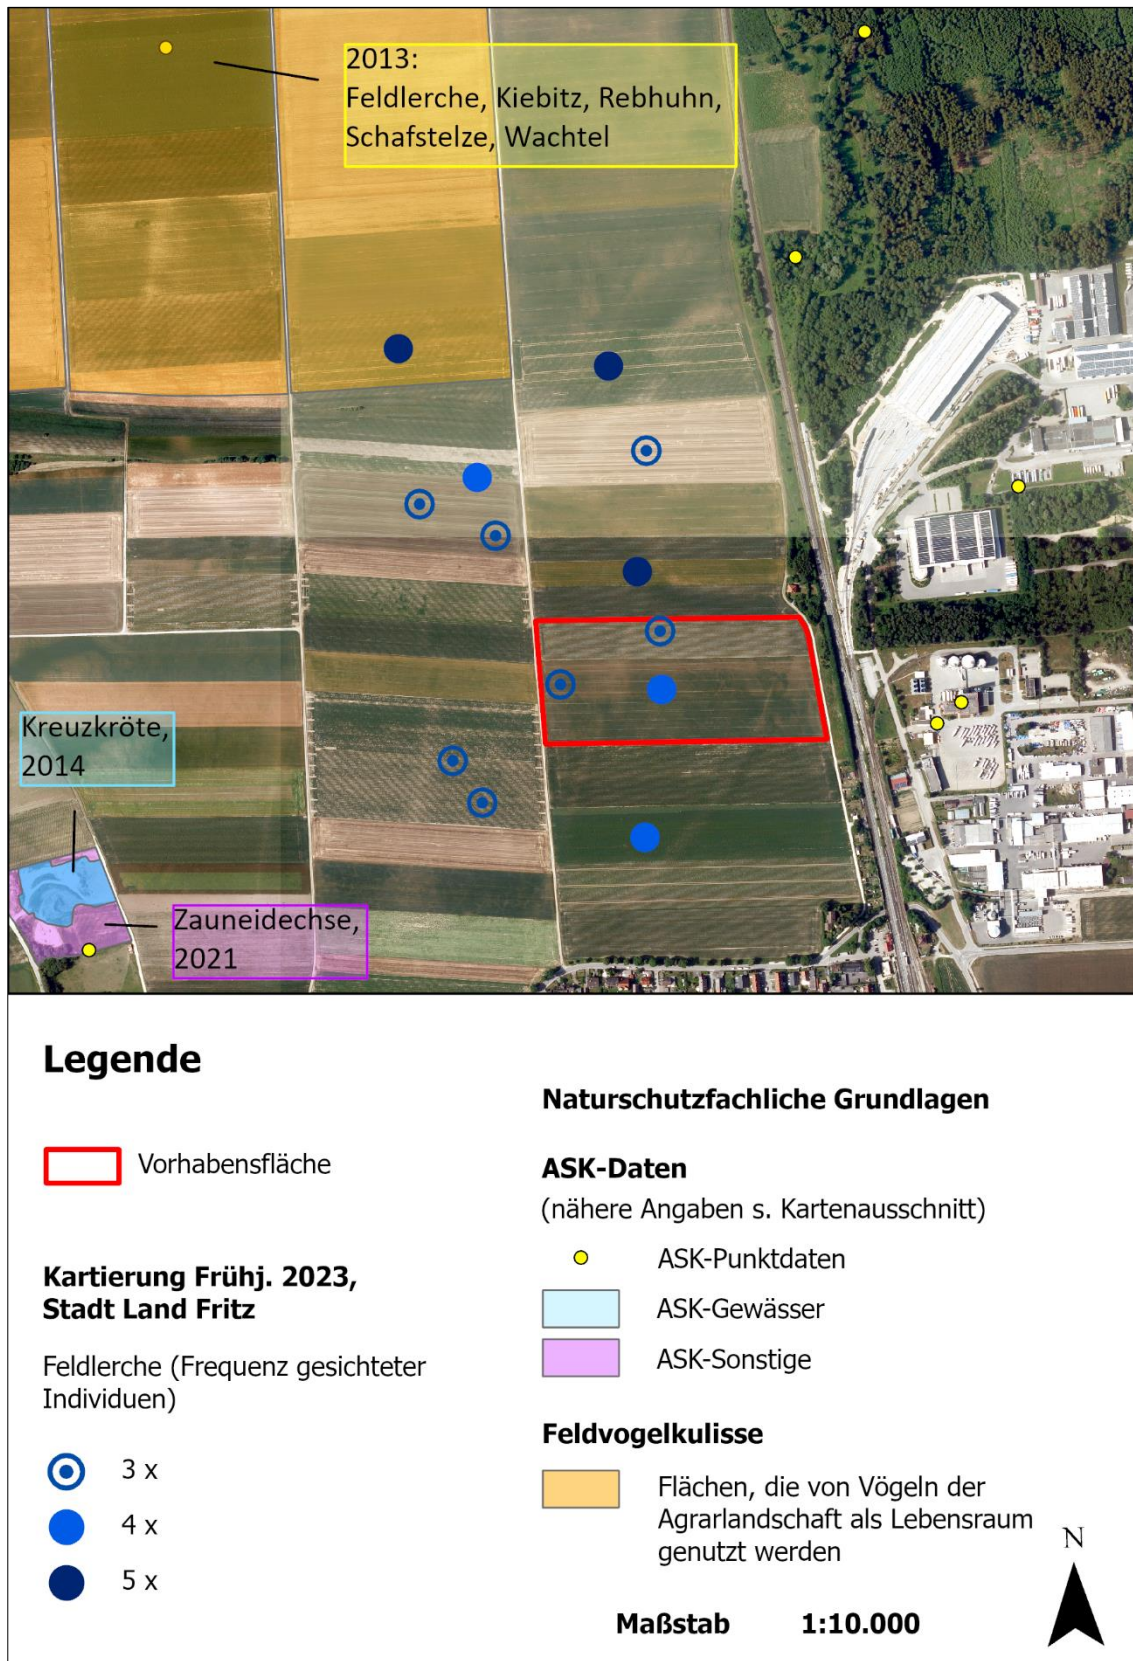 2013:
Feldlerche, Kiebitz, Rebhuhn,
Schafstelze, Wachtel
Kreuzkröte,
2014
Zauneidechse,
2021
Legende
Vorhabensfläche
Kartierung Frühj. 2023,
Stadt Land Fritz
Feldlerche (Frequenz gesichteter
Individuen)
3 x
4 x
5 x
Naturschutzfachliche Grundlagen
ASK-Daten
(nähere Angaben s. Kartenausschnitt)
ASK-Punktdaten
ASK-Gewässer
ASK-Sonstige
Feldvogelkulisse
Flächen, die von Vögeln der
Agrarlandschaft als Lebensraum
genutzt werden
N
Maßstab 1:10.000